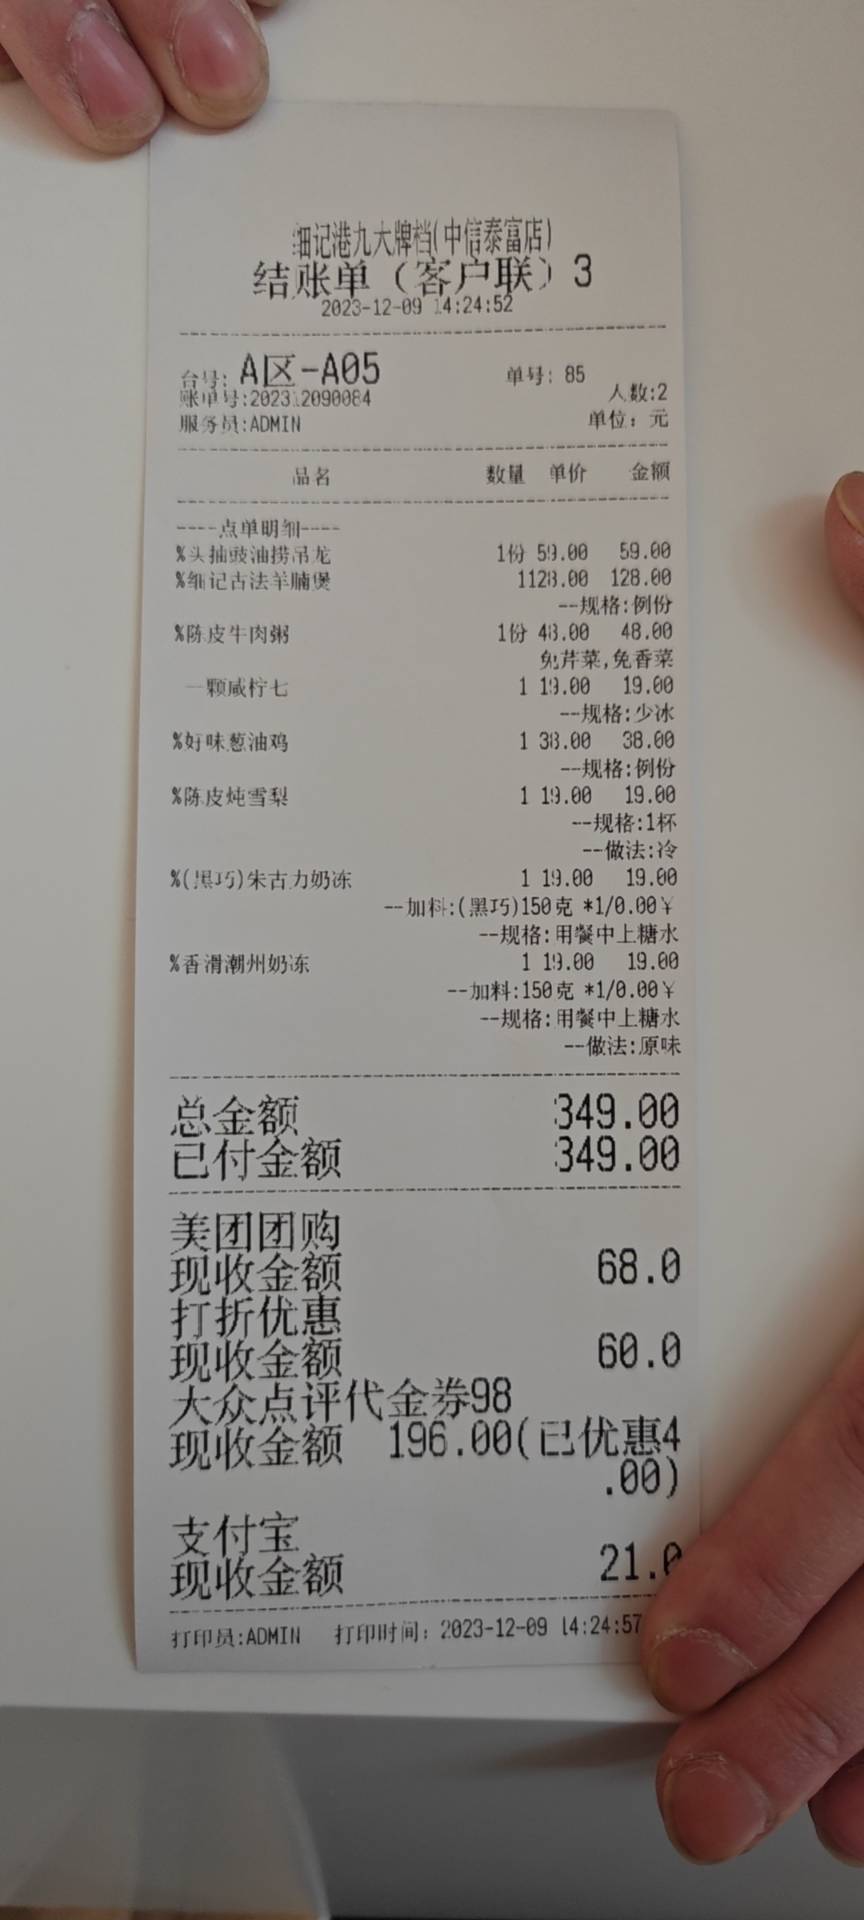 细记港九大牌档(中信泰富店)
结账单（客户联）3
2023-12-09 14:24:52
台号: A区-A05 单号: 85
账单号:202312090084 人数:2
服务员:ADMIN 单位：元
品名 数量 单价 金额
----点单明细----
%头抽豉油捞吊龙 1份 59.00 59.00
%细记古法羊腩煲 1128.00 128.00
--规格:例份
%陈皮牛肉粥 1份 48.00 48.00
免芹菜,免香菜
一颗咸柠七 1 19.00 19.00
--规格:少冰
%好味葱油鸡 1 38.00 38.00
--规格:例份
%陈皮炖雪梨 1 19.00 19.00
--规格:1杯
--做法:冷
%(黑巧)朱古力奶冻 1 19.00 19.00
--加料:(黑巧)150克 *1/0.00¥
--规格:用餐中上糖水
%香滑潮州奶冻 1 19.00 19.00
--加料:150克 *1/0.00¥
--规格:用餐中上糖水
--做法:原味
总金额 349.00
已付金额 349.00
美团团购
现收金额 68.0
打折优惠
现收金额 60.0
大众点评代金券98
现收金额 196.00(已优惠4
.00)
支付宝
现收金额 21.0
打印员:ADMIN 打印时间：2023-12-09 14:24:57